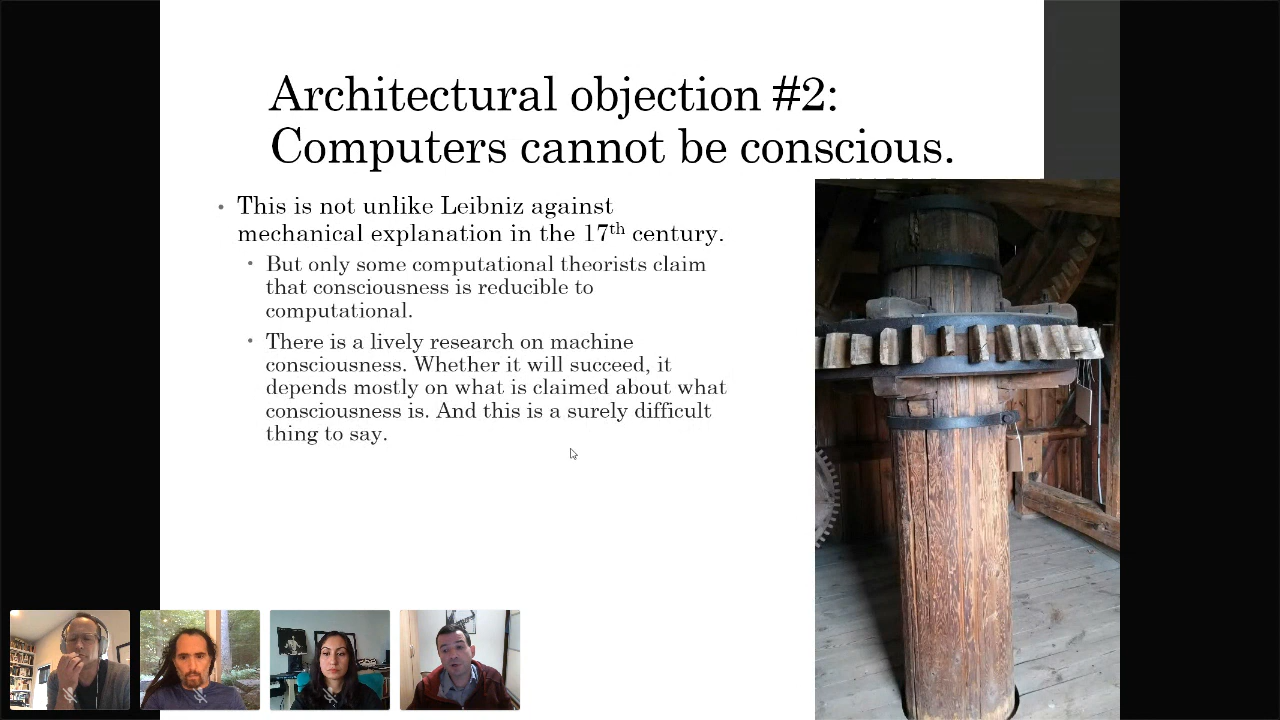 Architectural objection #2:
Computers cannot be conscious.
• This is not unlike Leibniz against
mechanical explanation in the 17th century.
• But only some computational theorists claim
that consciousness is reducible to
computational.
• There is a lively research on machine
consciousness. Whether it will succeed, it
depends mostly on what is claimed about what
consciousness is. And this is a surely difficult
thing to say.